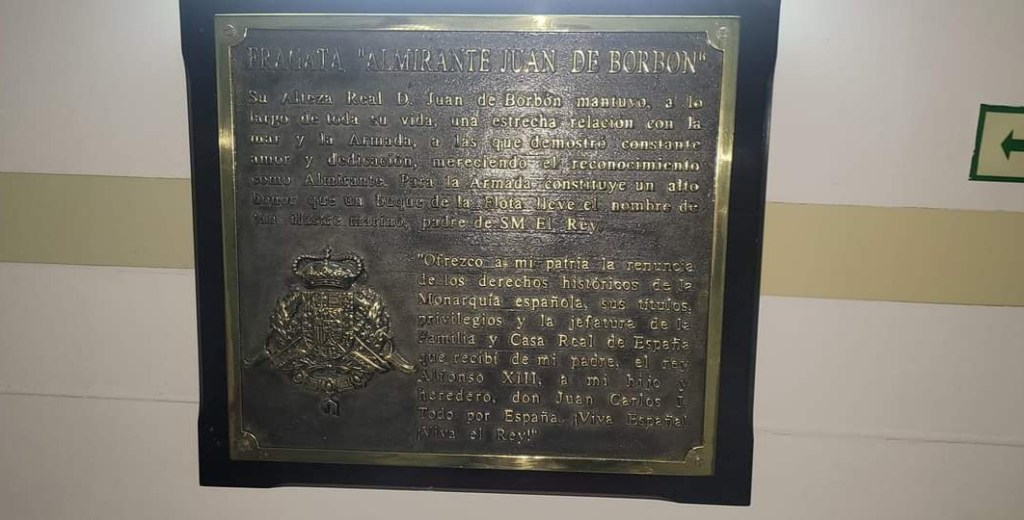 FRAGATA "ALMIRANTE JUAN DE BORBON"
Su Alteza Real D. Juan de Borbón mantuvo, a lo
largo de toda su vida, una estrecha relación con la
mar y la Armada, a las que demostró constante
amor y dedicación, mereciendo el reconocimiento
como Almirante. Para la Armada constituye un alto
honor que un buque de la Flota lleve el nombre de
tan ilustre marino, padre de SM El Rey.
"Ofrezco a mi patria la renuncia
de los derechos históricos de la
Monarquía española, sus títulos,
privilegios y la jefatura de la
Familia y Casa Real de España
que recibí de mi padre, el rey
Alfonso XIII, a mi hijo y
heredero, don Juan Carlos I.
Todo por España. ¡Viva España!
¡Viva el Rey!"